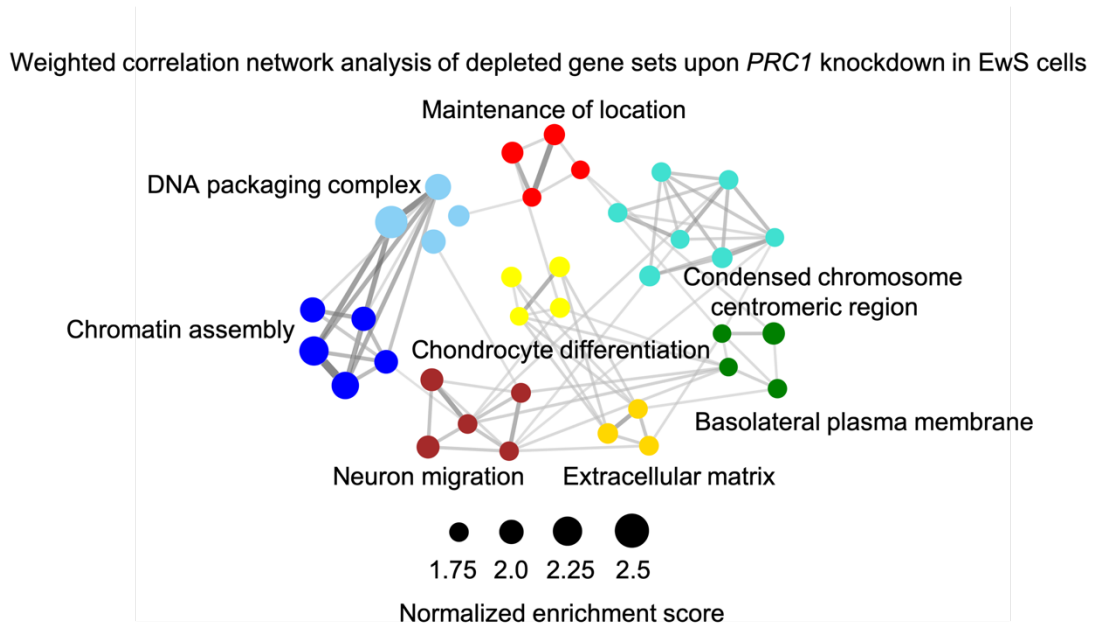 Weighted correlation network analysis of depleted gene sets upon PRC1 knockdown in EwS cells
Maintenance of location
DNA packaging complex
Condensed chromosome
centromeric region
Chromatin assembly
Chondrocyte differentiation
Basolateral plasma membrane
Neuron migration
Extracellular matrix
1.75 2.0 2.25 2.5
Normalized enrichment score